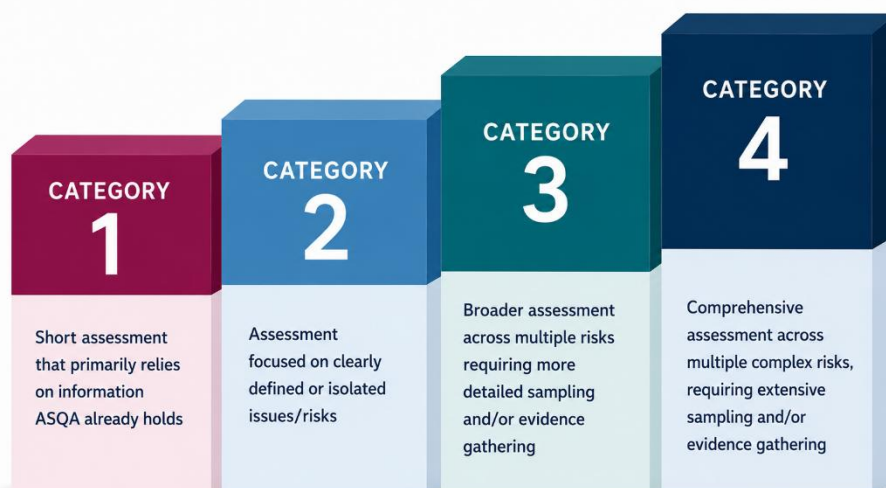 CATEGORY
1
Short assessment
that primarily relies
on information
ASQA already holds
CATEGORY
2
Assessment
focused on clearly
defined or isolated
issues/risks
CATEGORY
3
Broader assessment
across multiple risks
requiring more
detailed sampling
and/or evidence
gathering
CATEGORY
4
Comprehensive
assessment across
multiple complex risks,
requiring extensive
sampling and/or
evidence gathering